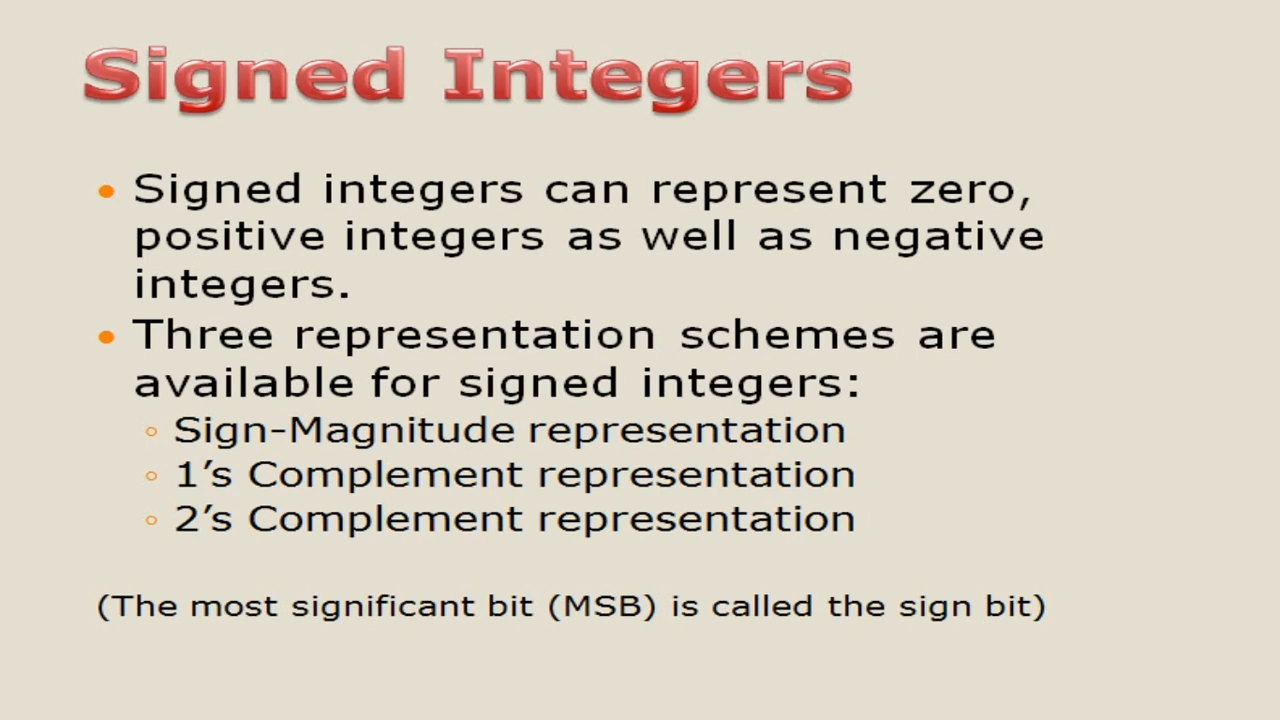 Signed Integers
• Signed integers can represent zero,
positive integers as well as negative
integers.
• Three representation schemes are
available for signed integers:
◦ Sign-Magnitude representation
◦ 1’s Complement representation
◦ 2’s Complement representation
(The most significant bit (MSB) is called the sign bit)